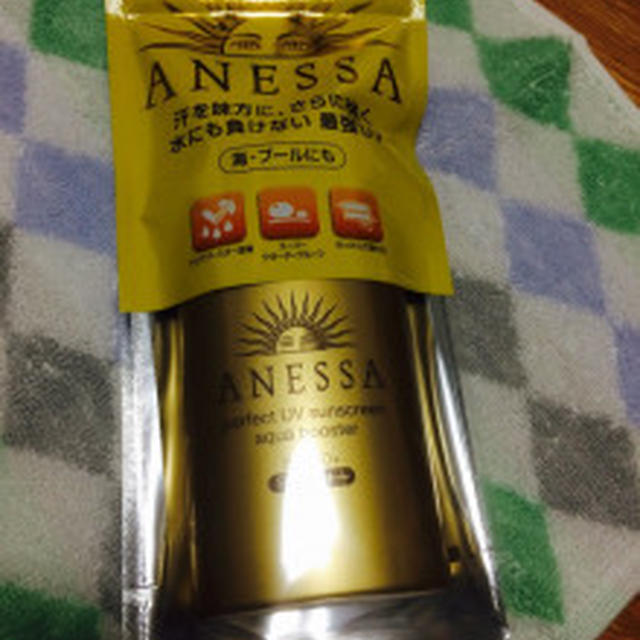 ANESSA
汗を味方に、さらに強く
水にも負けない 最強UV
海・プールにも
ANESSA
perfect UV sunscreen
aqua booster